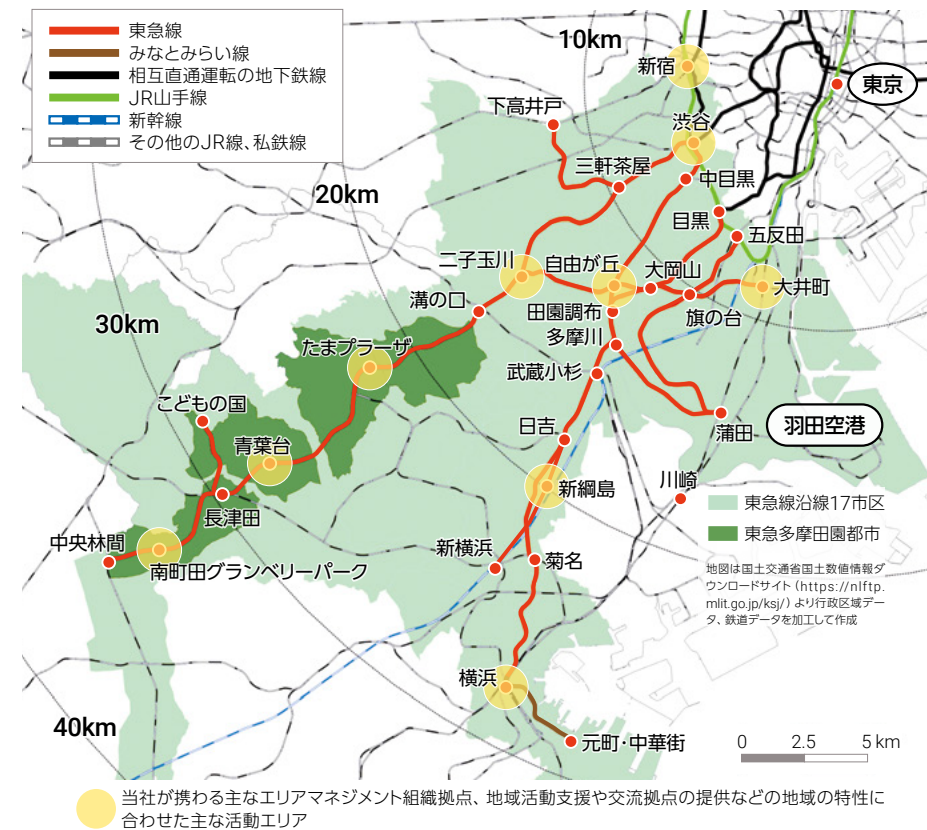 東急線
みなとみらい線
相互直通運転の地下鉄線
JR山手線
新幹線
その他のJR線、私鉄線
10km
新宿
東京
下高井戸
渋谷
三軒茶屋
中目黒
20km
目黒
五反田
二子玉川
自由が丘
大岡山
大井町
溝の口
田園調布
旗の台
30km
多摩川
たまプラーザ
武蔵小杉
こどもの国
蒲田
羽田空港
日吉
青葉台
川崎
新綱島
長津田
東急線沿線17市区
中央林間
東急多摩田園都市
新横浜
菊名
南町田グランベリーパーク
地図は国土交通省国土数値情報ダ
ウンロードサイト（https://nlftp.
mlit.go.jp/ksj/）より行政区域デー
タ、鉄道データを加工して作成
横浜
40km
元町・中華街
0 2.5 5km
当社が携わる主なエリアマネジメント組織拠点、地域活動支援や交流拠点の提供などの地域の特性に
合わせた主な活動エリア